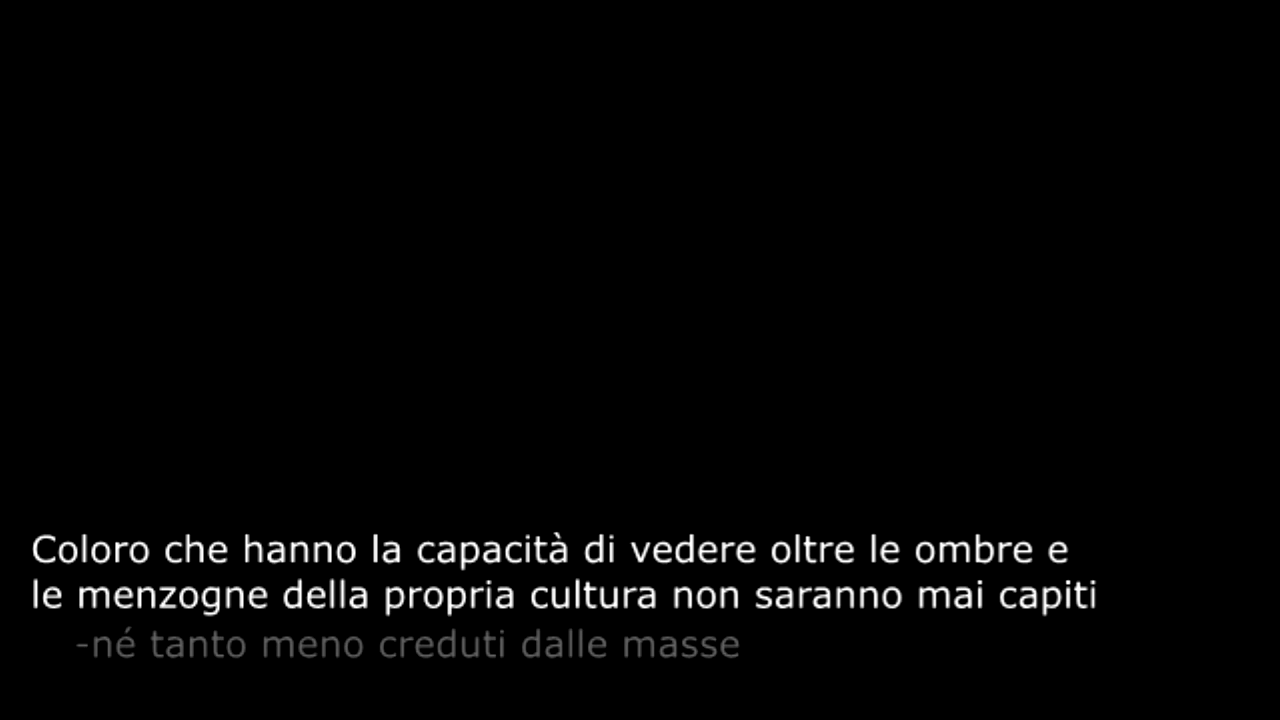 Coloro che hanno la capacità di vedere oltre le ombre e
le menzogne della propria cultura non saranno mai capiti
-né tanto meno creduti dalle masse